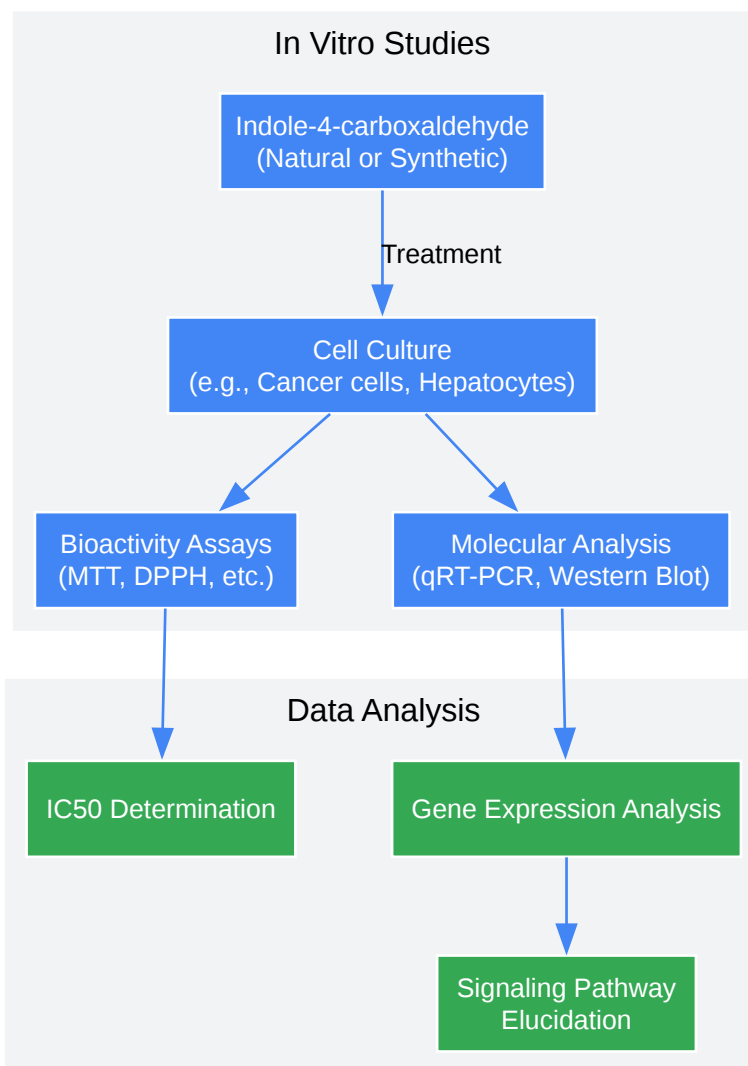 In Vitro Studies
Indole-4-carboxaldehyde
(Natural or Synthetic)
Treatment
Cell Culture
(e.g., Cancer cells, Hepatocytes)
Bioactivity Assays
(MTT, DPPH, etc.)
Molecular Analysis
(qRT-PCR, Western Blot)
Data Analysis
IC50 Determination
Gene Expression Analysis
Signaling Pathway
Elucidation